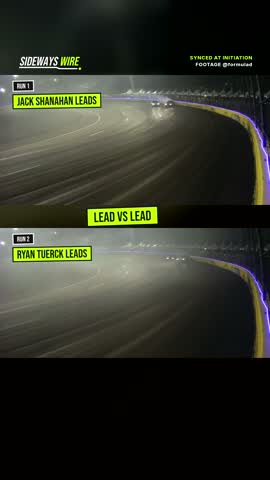 SIDEWAYS WIRE
SYNCED AT INITIATION
FOOTAGE @formulad
RUN 1
JACK SHANAHAN LEADS
LEAD VS LEAD
RUN 2
RYAN TUERCK LEADS